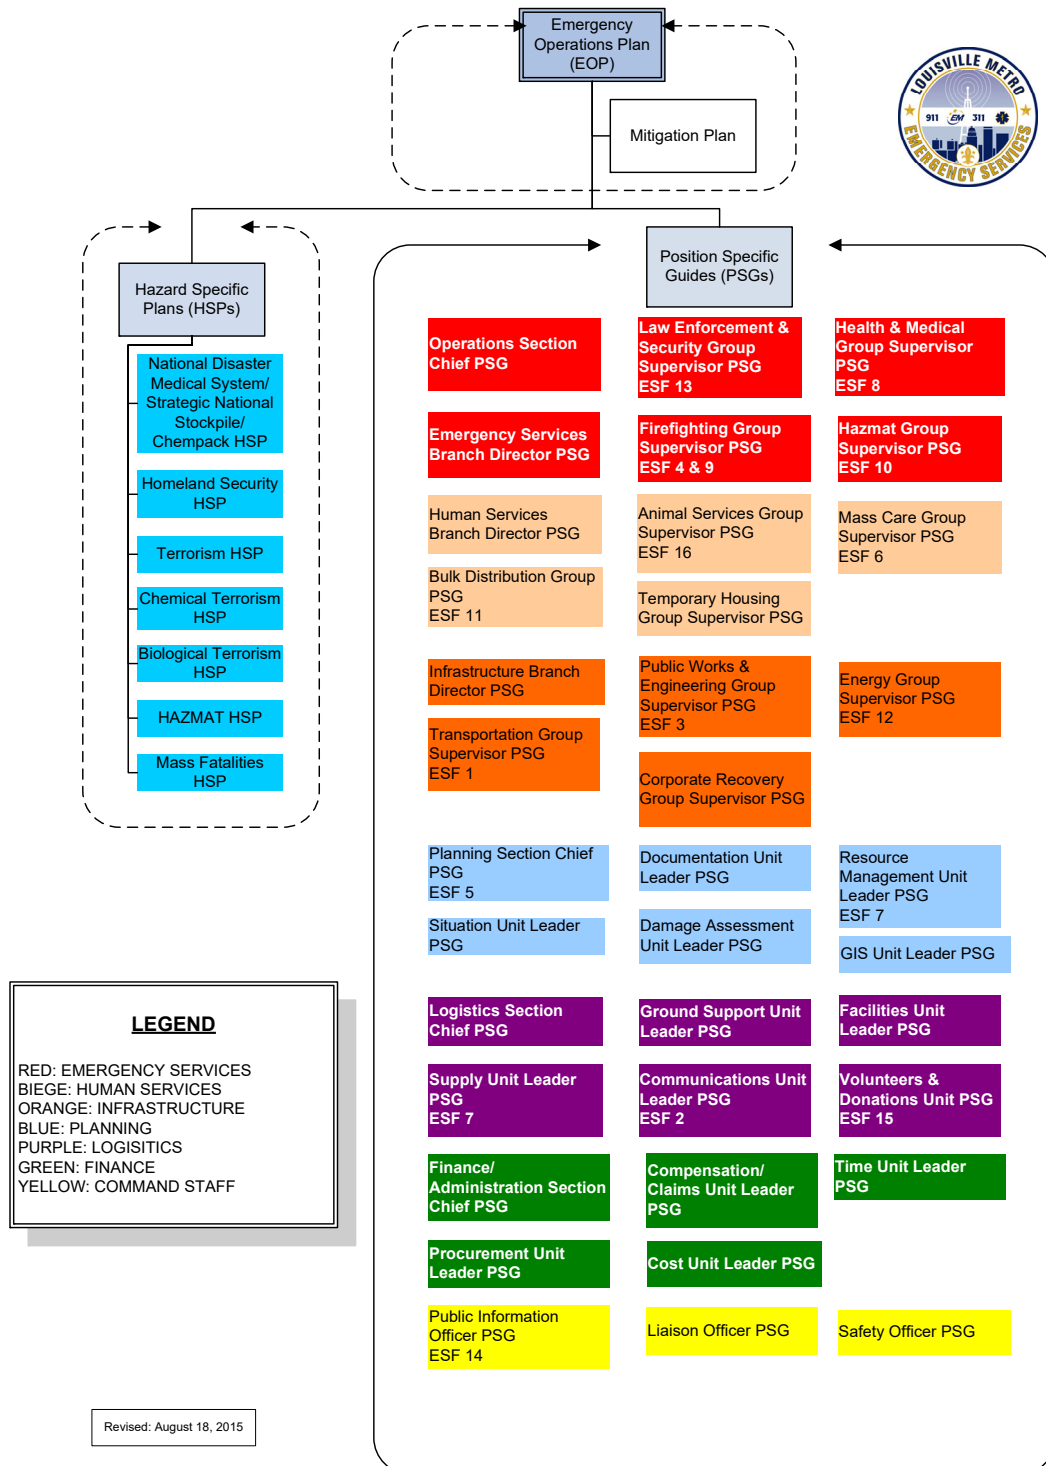 Emergency
Operations Plan
(EOP)
Mitigation Plan
LOUISVILLE METRO
911 EM 311
EMERGENCY SERVICES
Hazard Specific
Plans (HSPs)
National Disaster
Medical System/
Strategic National
Stockpile/
Chempack HSP
Homeland Security
HSP
Terrorism HSP
Chemical Terrorism
HSP
Biological Terrorism
HSP
HAZMAT HSP
Mass Fatalities
HSP
Position Specific
Guides (PSGs)
Operations Section
Chief PSG
Law Enforcement &
Security Group
Supervisor PSG
ESF 13
Health & Medical
Group Supervisor
PSG
ESF 8
Emergency Services
Branch Director PSG
Firefighting Group
Supervisor PSG
ESF 4 & 9
Hazmat Group
Supervisor PSG
ESF 10
Human Services
Branch Director PSG
Animal Services Group
Supervisor PSG
ESF 16
Mass Care Group
Supervisor PSG
ESF 6
Bulk Distribution Group
PSG
ESF 11
Temporary Housing
Group Supervisor PSG
Infrastructure Branch
Director PSG
Public Works &
Engineering Group
Supervisor PSG
ESF 3
Energy Group
Supervisor PSG
ESF 12
Transportation Group
Supervisor PSG
ESF 1
Corporate Recovery
Group Supervisor PSG
Planning Section Chief
PSG
ESF 5
Documentation Unit
Leader PSG
Resource
Management Unit
Leader PSG
ESF 7
Situation Unit Leader
PSG
Damage Assessment
Unit Leader PSG
GIS Unit Leader PSG
Logistics Section
Chief PSG
Ground Support Unit
Leader PSG
Facilities Unit
Leader PSG
Supply Unit Leader
PSG
ESF 7
Communications Unit
Leader PSG
ESF 2
Volunteers &
Donations Unit PSG
ESF 15
Finance/
Administration Section
Chief PSG
Compensation/
Claims Unit Leader
PSG
Time Unit Leader
PSG
Procurement Unit
Leader PSG
Cost Unit Leader PSG
Public Information
Officer PSG
ESF 14
Liaison Officer PSG
Safety Officer PSG
LEGEND
RED: EMERGENCY SERVICES
BIEGE: HUMAN SERVICES
ORANGE: INFRASTRUCTURE
BLUE: PLANNING
PURPLE: LOGISITICS
GREEN: FINANCE
YELLOW: COMMAND STAFF
Revised: August 18, 2015